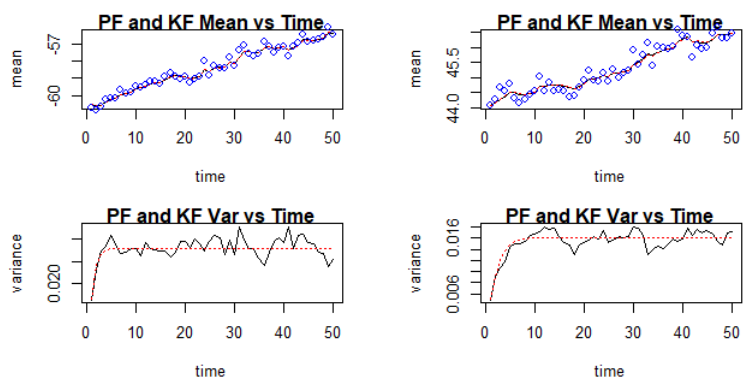 PF and KF Mean vs Time
mean
-57
-60
0 10 20 30 40 50
time
PF and KF Mean vs Time
mean
45.5
44.0
0 10 20 30 40 50
time
PF and KF Var vs Time
variance
0.020
0 10 20 30 40 50
time
PF and KF Var vs Time
variance
0.016
0.006
0 10 20 30 40 50
time